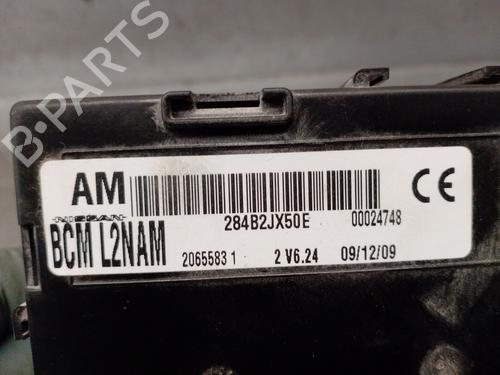 B-PARTS
AM
NISSAN
284B2JX50E 00024748
BCM L2NAM
2065583 1 2 V6.24 09/12/09
CE